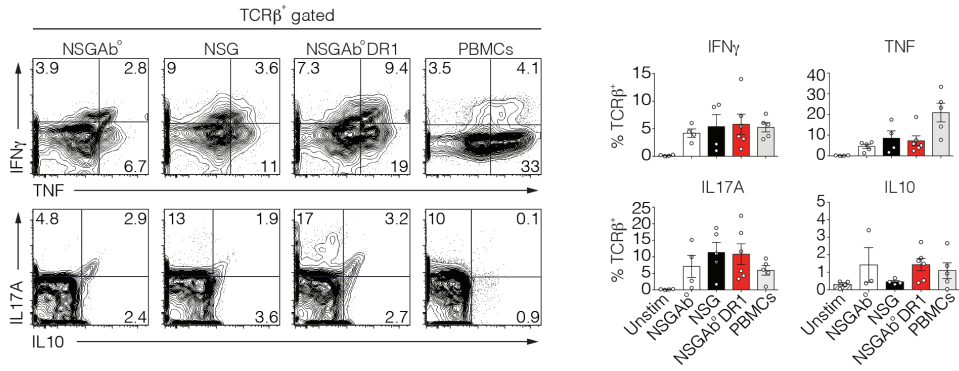 TCRβ⁺ gated
NSGAb° NSG NSGAb°DR1 PBMCs
3.9 2.8 9 3.6 7.3 9.4 3.5 4.1
IFNγ
6.7 11 19 33
TNF
4.8 2.9 13 1.9 17 3.2 10 0.1
IL17A
2.4 3.6 2.7 0.9
IL10
IFNγ
% TCRβ⁺
15
10
5
0
TNF
40
30
20
10
0
IL17A
% TCRβ⁺
25
20
15
10
5
0
Unstim
NSGAb°
NSG
NSGAb°DR1
PBMCs
IL10
5
4
3
2
1
0
Unstim
NSGAb°
NSG
NSGAb°DR1
PBMCs